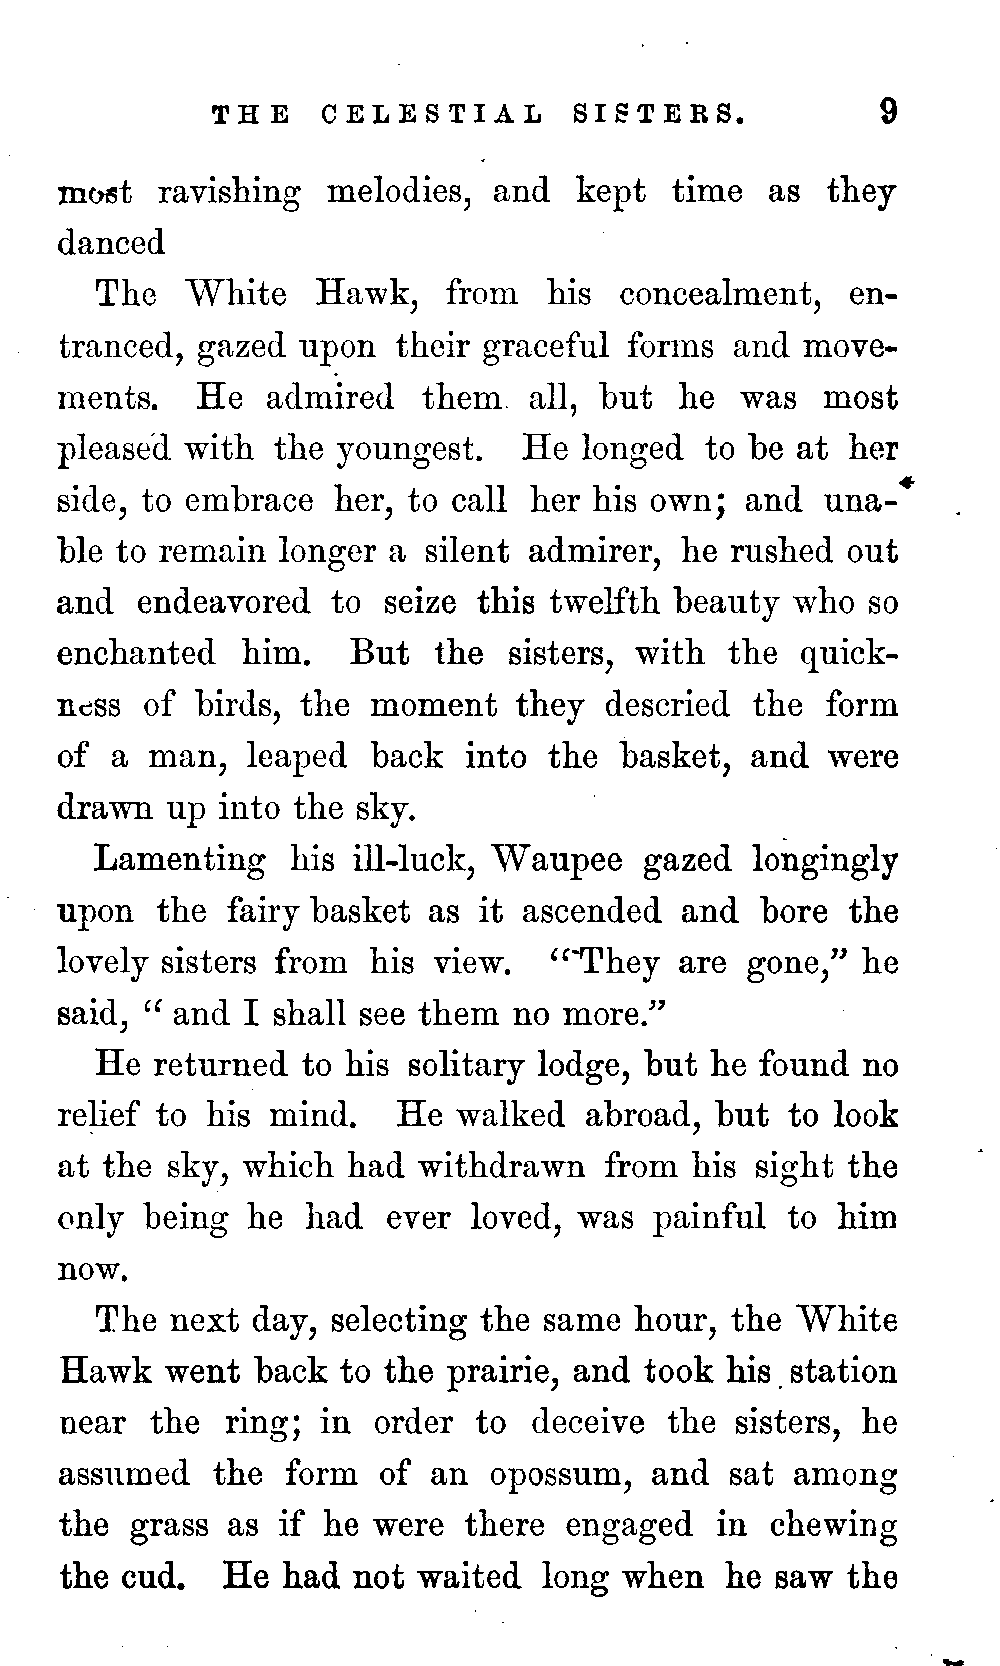 THE CELESTIAL SISTERS. 9
most ravishing melodies, and kept time as they
danced
The White Hawk, from his concealment, en-
tranced, gazed upon their graceful forms and move-
ments. He admired them all, but he was most
pleased with the youngest. He longed to be at her
side, to embrace her, to call her his own; and una-
ble to remain longer a silent admirer, he rushed out
and endeavored to seize this twelfth beauty who so
enchanted him. But the sisters, with the quick-
ness of birds, the moment they descried the form
of a man, leaped back into the basket, and were
drawn up into the sky.
Lamenting his ill-luck, Waupee gazed longingly
upon the fairy basket as it ascended and bore the
lovely sisters from his view. “They are gone,” he
said, “ and I shall see them no more.”
He returned to his solitary lodge, but he found no
relief to his mind. He walked abroad, but to look
at the sky, which had withdrawn from his sight the
only being he had ever loved, was painful to him
now.
The next day, selecting the same hour, the White
Hawk went back to the prairie, and took his station
near the ring; in order to deceive the sisters, he
assumed the form of an opossum, and sat among
the grass as if he were there engaged in chewing
the cud. He had not waited long when he saw the